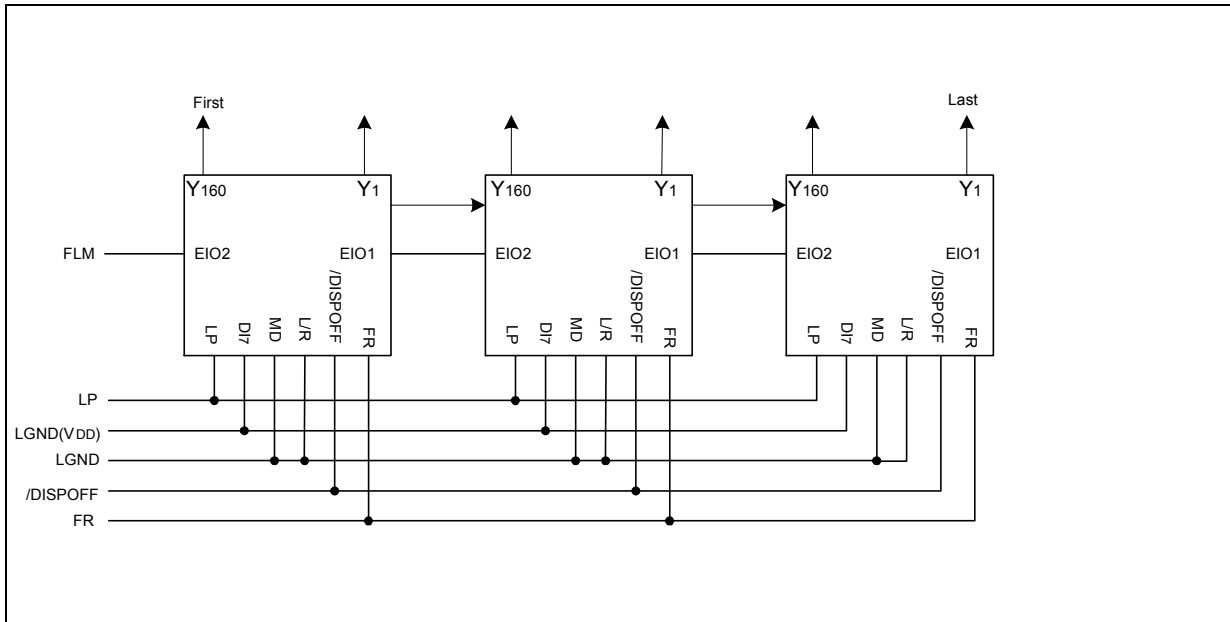 First
Last
Y160 Y1
Y160 Y1
Y160 Y1
FLM
EIO2 EIO1
EIO2 EIO1
EIO2 EIO1
LP DI7 MD L/R /DISPOFF FR
LP DI7 MD L/R /DISPOFF FR
LP DI7 MD L/R /DISPOFF FR
LP
LGND(VDD)
LGND
/DISPOFF
FR